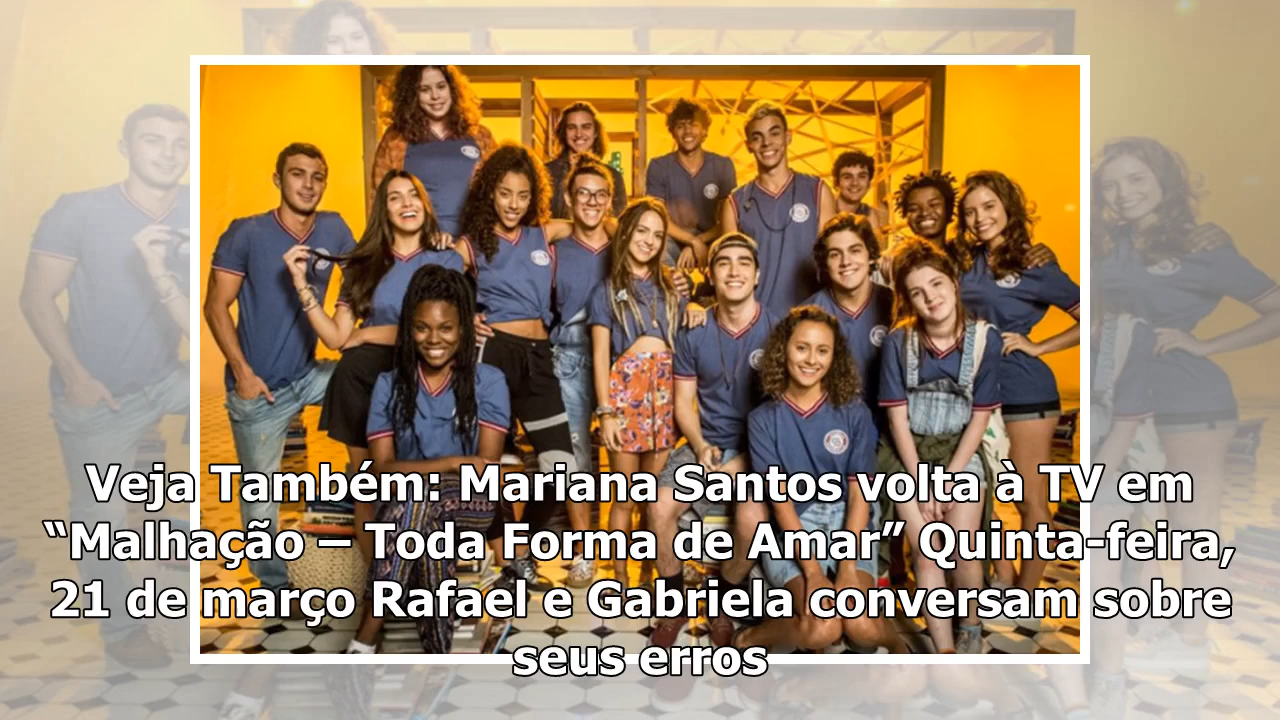 Veja Também: Mariana Santos volta à TV em
“Malhação – Toda Forma de Amar” Quinta-feira,
21 de março Rafael e Gabriela conversam sobre
seus erros